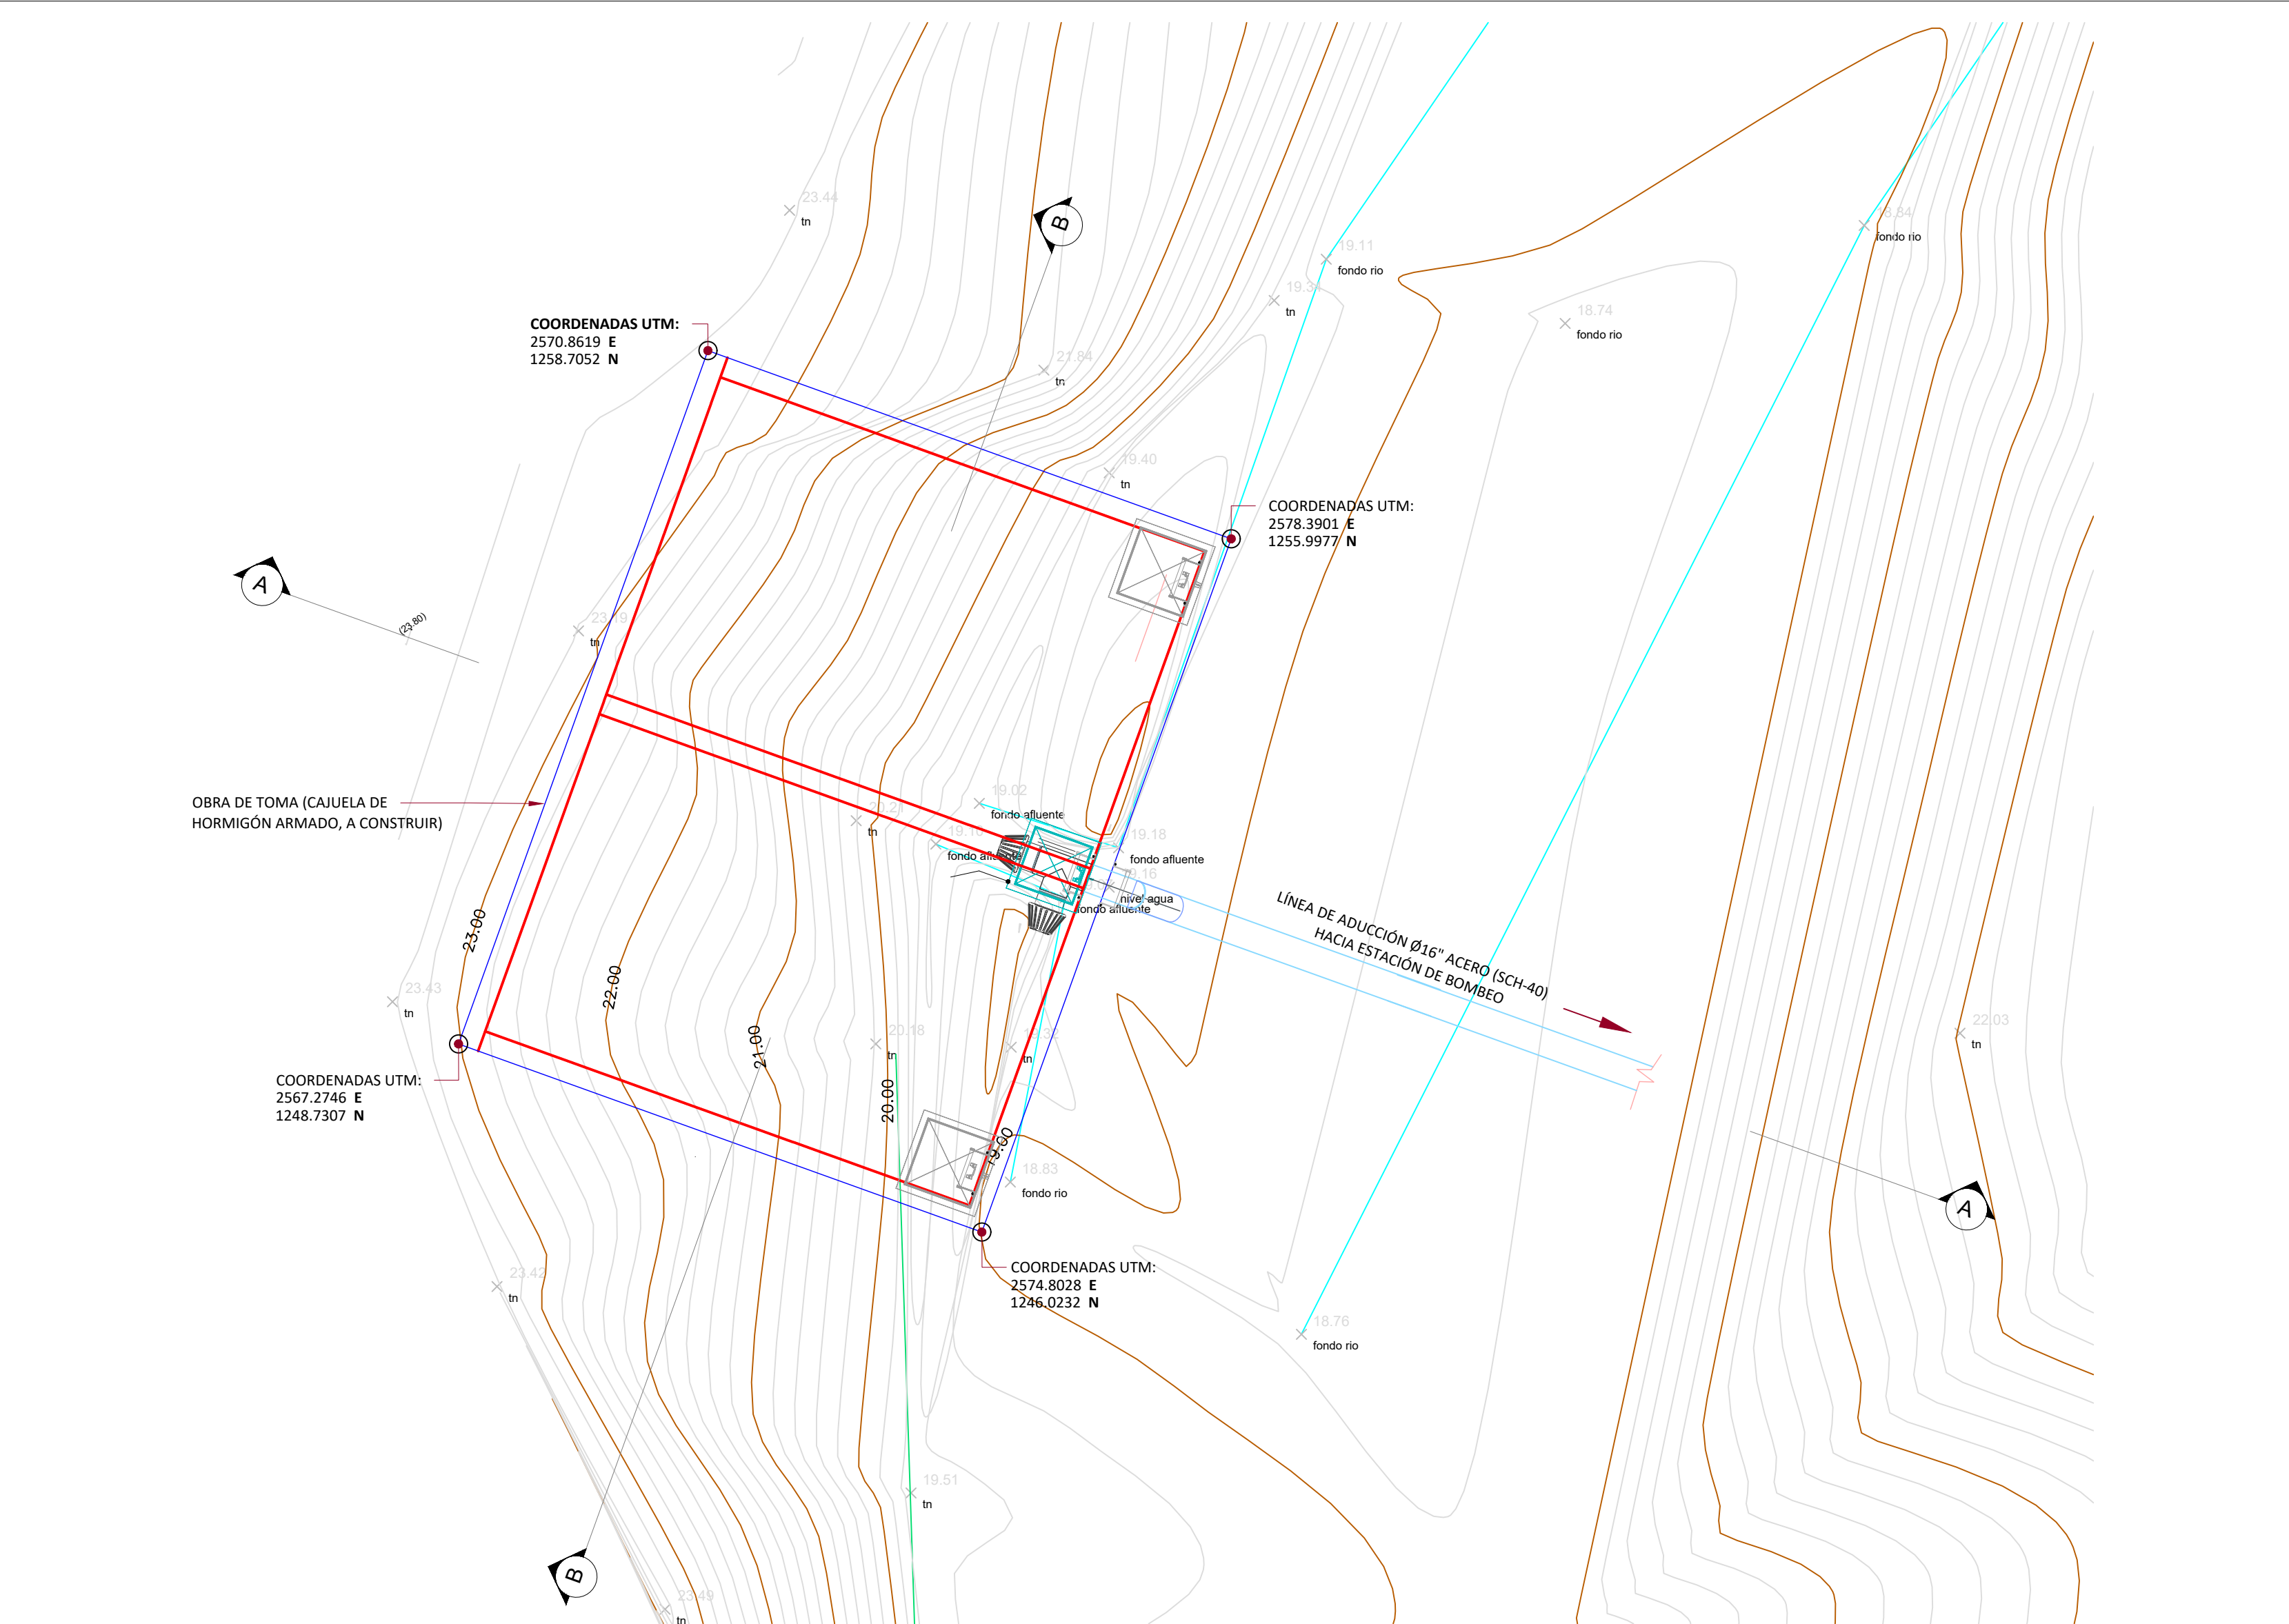 23.44
tn
B
18.84
fondo rio
19.11
fondo rio
tn
18.74
fondo rio
COORDENADAS UTM:
2570.8619 E
1258.7052 N
21.84
tn
19.40
tn
COORDENADAS UTM:
2578.3901 E
1255.9977 N
A
(23.80)
tn
OBRA DE TOMA (CAJUELA DE
HORMIGÓN ARMADO, A CONSTRUIR)
19.02
fondo afluente
tn
fondo afluente
19.18
fondo afluente
nivel agua
fondo afluente
LÍNEA DE ADUCCIÓN Ø16" ACERO (SCH-40)
HACIA ESTACIÓN DE BOMBEO
23.00
22.00
21.00
20.00
19.00
23.43
tn
20.18
tn
tn
22.03
tn
COORDENADAS UTM:
2567.2746 E
1248.7307 N
18.83
fondo rio
A
COORDENADAS UTM:
2574.8028 E
1246.0232 N
23.42
tn
18.76
fondo rio
19.51
tn
B
23.49
tn